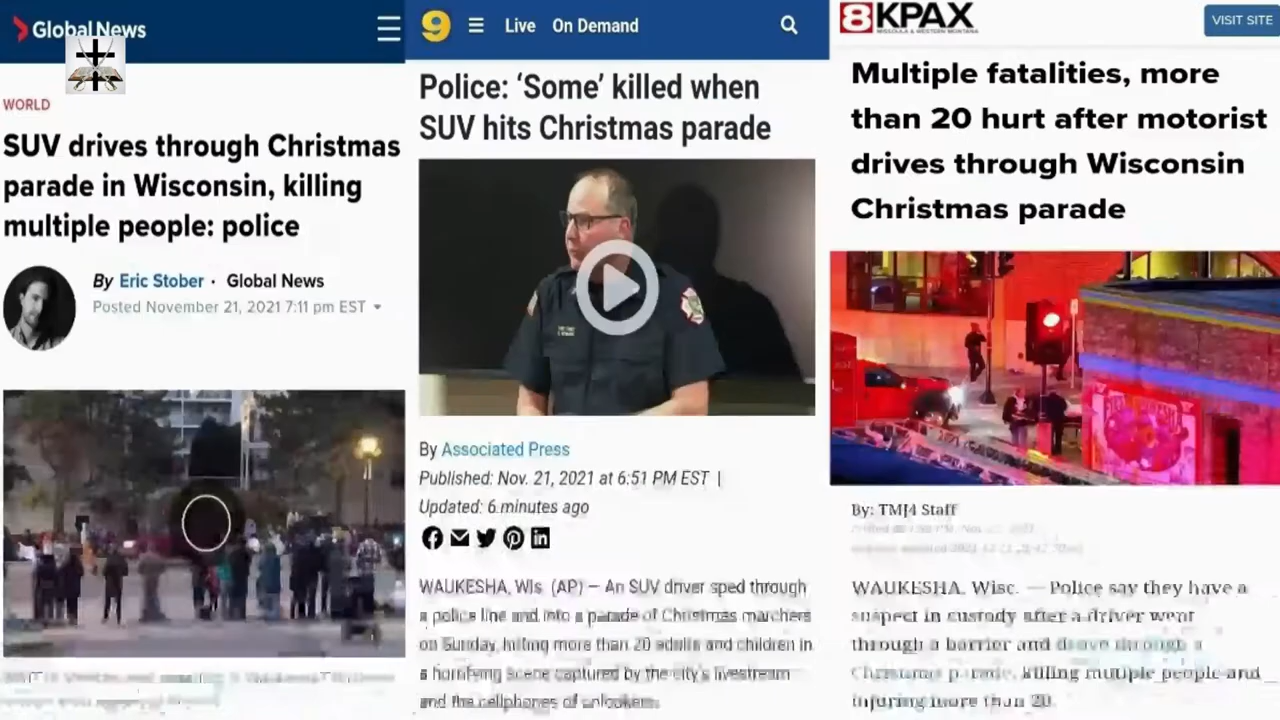 Global News
WORLD
SUV drives through Christmas
parade in Wisconsin, killing
multiple people: police
By Eric Stober · Global News
Posted November 21, 2021 7:11 pm EST
9
Live On Demand
Police: ‘Some’ killed when
SUV hits Christmas parade
By Associated Press
Published: Nov. 21, 2021 at 6:51 PM EST |
Updated: 6 minutes ago
WAUKESHA, Wis. (AP) — An SUV driver sped through
a police line and into a parade of Christmas marchers
on Sunday, killing more than 20 adults and children in
a horrifying scene captured by the city's livestream
and the cellphones of onlookers.
8 KPAX
MISSOULA & WESTERN MONTANA
VISIT SITE
Multiple fatalities, more
than 20 hurt after motorist
drives through Wisconsin
Christmas parade
By: TMJ4 Staff
WAUKESHA, Wisc. — Police say they have a
suspect in custody after a driver went
through a barrier and drove through a
Christmas parade, killing multiple people and
injuring more than 20.